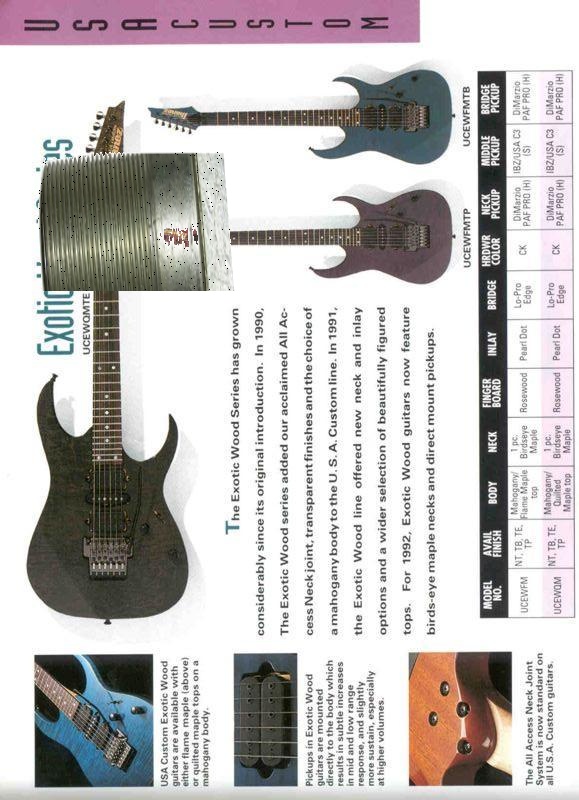 USA CUSTOM
Exotic
UCEWQMTE
UCEWFMTB
UCEWFMTP
The Exotic Wood Series has grown
considerably since its original introduction. In 1990,
The Exotic Wood series added our acclaimed All Ac-
cess Neck joint, transparent finishes and the choice of
a mahogany body to the U. S. A. Custom line. In 1991,
the Exotic Wood line offered new neck and inlay
options and a wider selection of beautifully figured
tops. For 1992, Exotic Wood guitars now feature
birds-eye maple necks and direct mount pickups.
USA Custom Exotic Wood
guitars are available with
either flame maple (above)
or quilted maple tops on a
mahogany body.
Pickups in Exotic Wood
guitars are mounted
directly to the body which
results in subtle increases
in mid and low range
response, and slightly
more sustain, especially
at higher volumes.
The All Access Neck Joint
System is now standard on
all U.S.A. Custom guitars.
MODEL NO. AVAIL FINISH BODY NECK FINGER BOARD INLAY BRIDGE HRDWR COLOR NECK PICKUP MIDDLE PICKUP BRIDGE PICKUP
UCEWFM NT, TB, TE, TP Mahogany/ Flame Maple top 1 pc. Birdseye Maple Rosewood Pearl Dot Lo-Pro Edge CK DiMarzio PAF PRO (H) IBZ/USA C3 (S) DiMarzio PAF PRO (H)
UCEWQM NT, TB, TE, TP Mahogany/ Quilted Maple top 1 pc. Birdseye Maple Rosewood Pearl Dot Lo-Pro Edge CK DiMarzio PAF PRO (H) IBZ/USA C3 (S) DiMarzio PAF PRO (H)